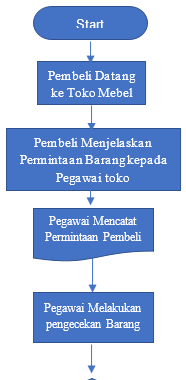 Start
Pembeli Datang
ke Toko Mebel
Pembeli Menjelaskan
Permintaan Barang kepada
Pegawai toko
Pegawai Mencatat
Permintaan Pembeli
Pegawai Melakukan
pengecekan Barang